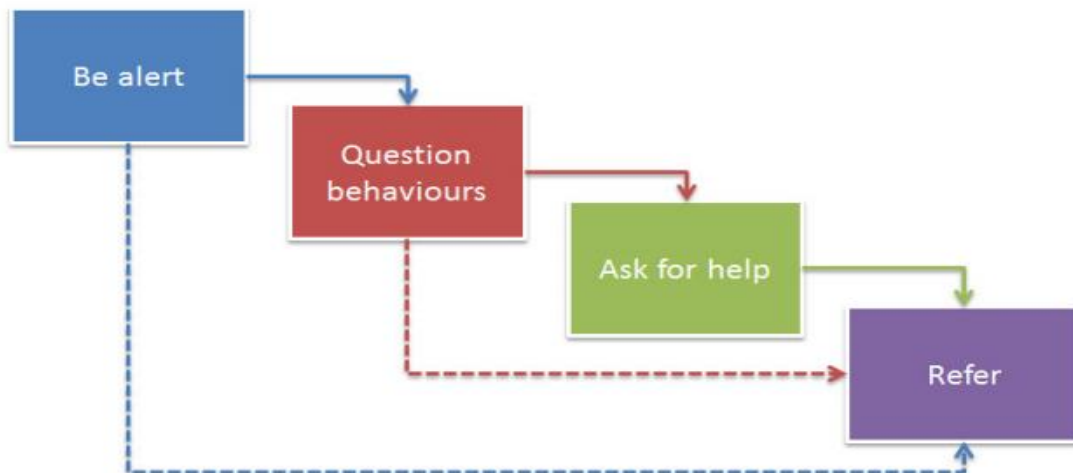 Be alert
Question
behaviours
Ask for help
Refer